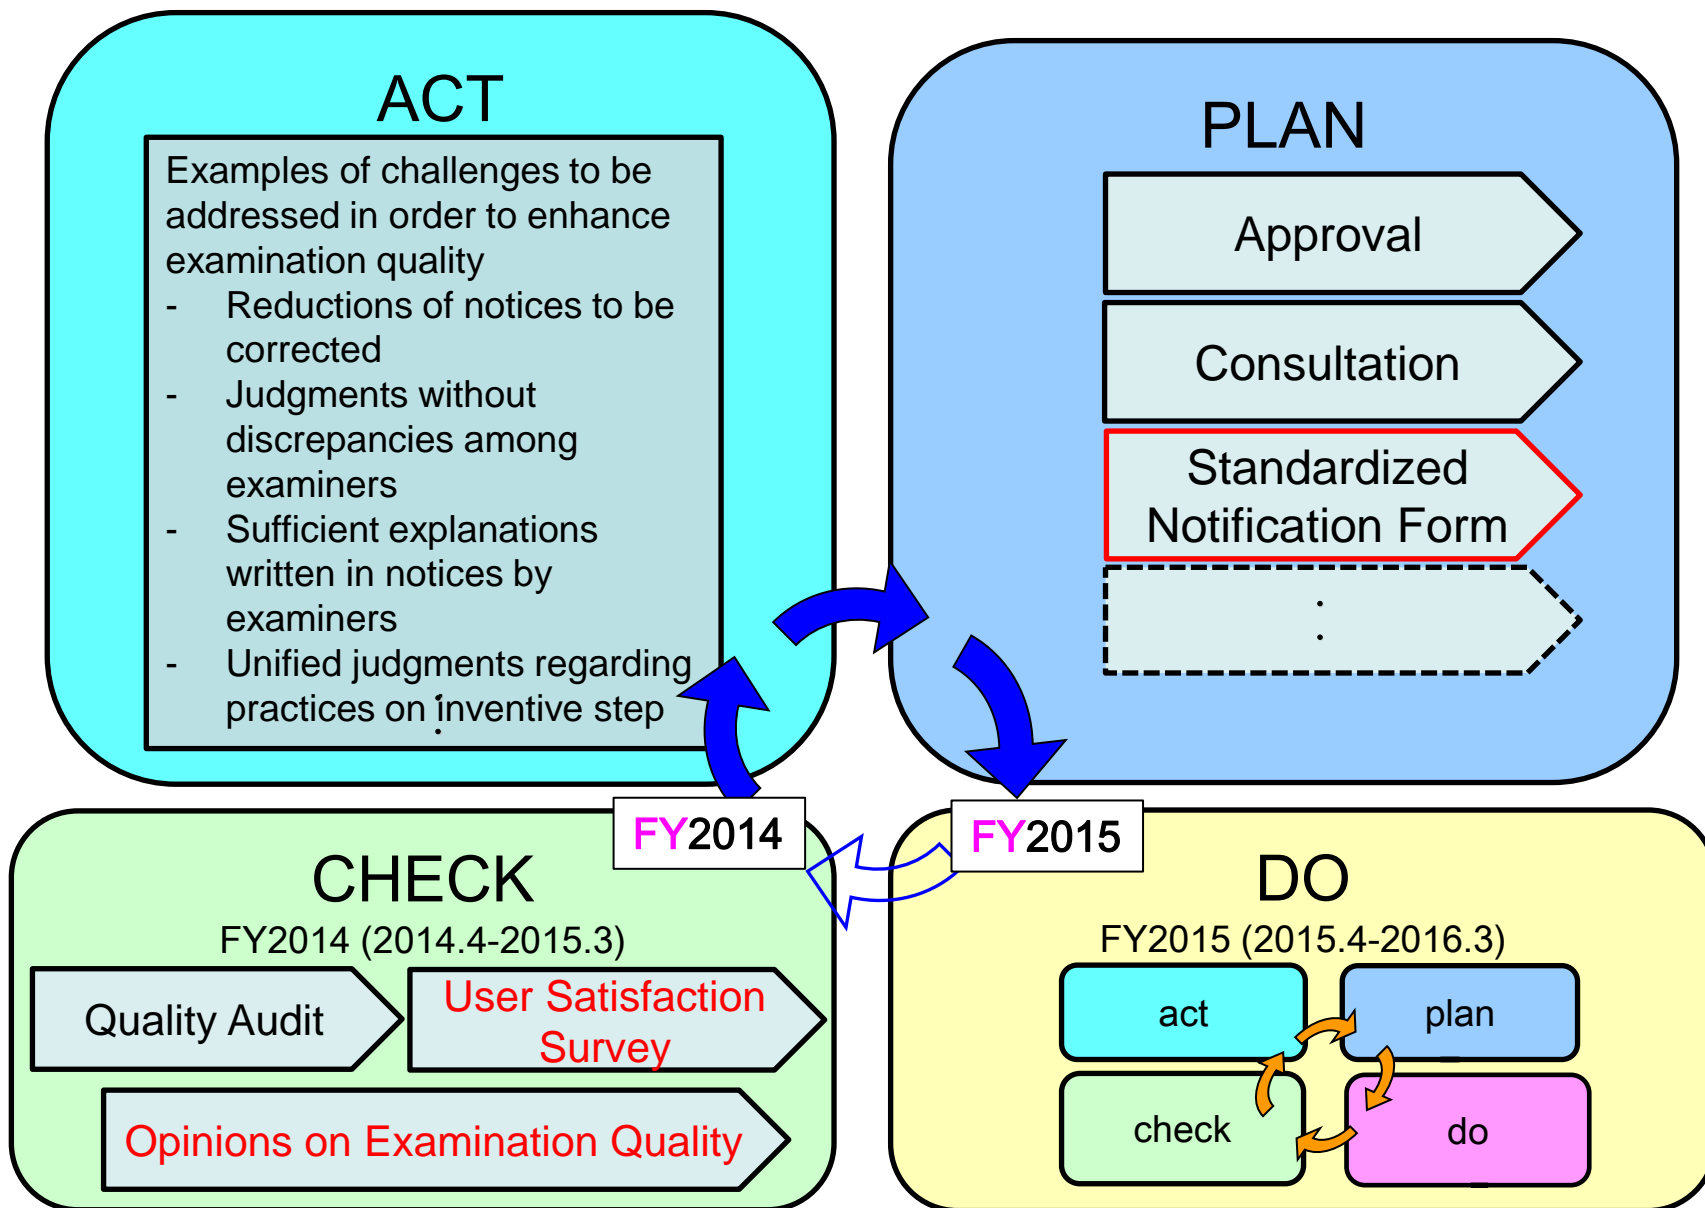 ACT
Examples of challenges to be
addressed in order to enhance
examination quality
- Reductions of notices to be
corrected
- Judgments without
discrepancies among
examiners
- Sufficient explanations
written in notices by
examiners
- Unified judgments regarding
practices on inventive step
:
PLAN
Approval
Consultation
Standardized
Notification Form
:
FY2014
FY2015
CHECK
FY2014 (2014.4-2015.3)
Quality Audit
User Satisfaction
Survey
Opinions on Examination Quality
DO
FY2015 (2015.4-2016.3)
act
plan
check
do